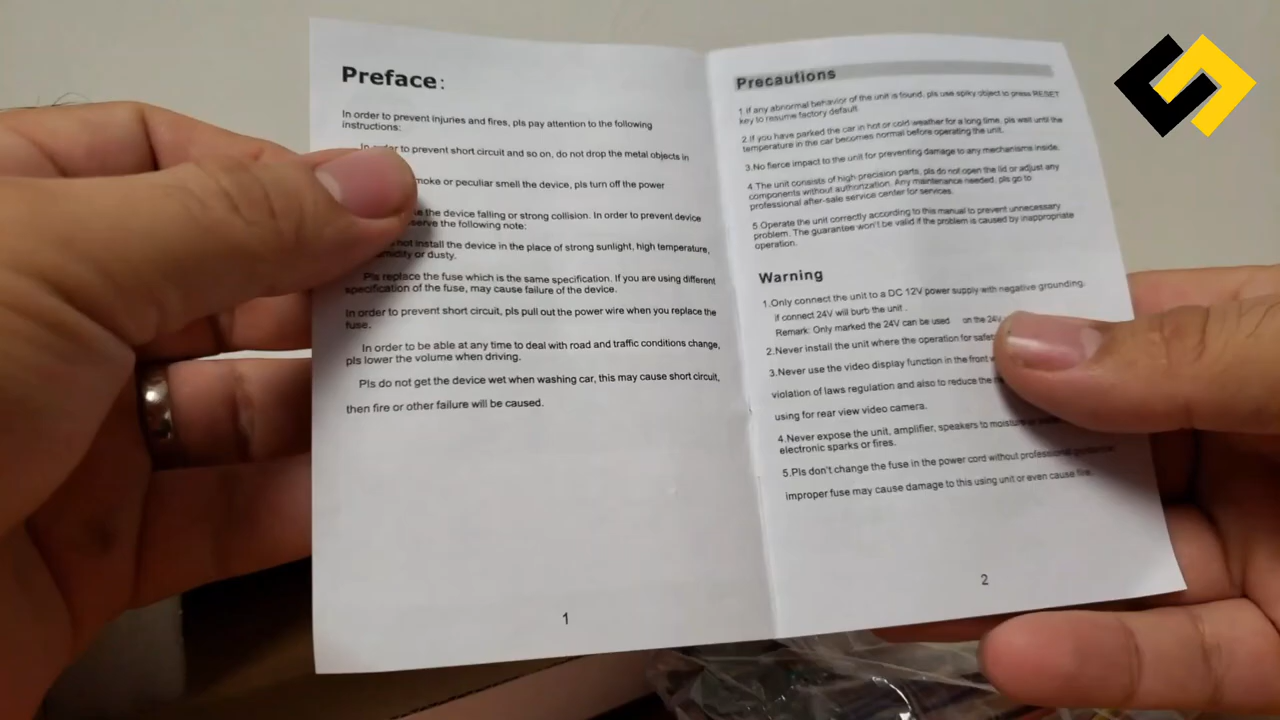 Preface:
In order to prevent injuries and fires, pls pay attention to the following
instructions:
In order to prevent short circuit and so on, do not drop the metal objects in
or peculiar smell the device, pls turn off the power
the device falling or strong collision. In order to prevent device
the following note:
not install the device in the place of strong sunlight, high temperature,
or dusty.
Pls replace the fuse which is the same specification. If you are using different
specification of the fuse, may cause failure of the device.
In order to prevent short circuit, pls pull out the power wire when you replace the
fuse.
In order to be able at any time to deal with road and traffic conditions change,
pls lower the volume when driving.
Pls do not get the device wet when washing car, this may cause short circuit,
then fire or other failure will be caused.
1
Precautions
1.if any abnormal behavior of the unit is found, pls use spiky object to press RESET
key to resume factory default.
2.If you have parked the car in hot or cold weather for a long time, pls wait until the
temperature in the car becomes normal before operating the unit.
3.No fierce impact to the unit for preventing damage to any mechanisms inside.
4.The unit consists of high precision parts, pls do not open the lid or adjust any
components without authorization. Any maintenance needed, pls go to
professional after-sale service center for services.
5.Operate the unit correctly according to this manual to prevent unnecessary
problem. The guarantee won't be valid if the problem is caused by inappropriate
operation.
Warning
1.Only connect the unit to a DC 12V power supply with negative grounding.
if connect 24V will burb the unit .
Remark: Only marked the 24V can be used on the 24V
2.Never install the unit where the operation for
3.Never use the video display function in the front
violation of laws regulation and also to reduce the
using for rear view video camera.
4.Never expose the unit, amplifier, speakers to
electronic sparks or fires.
5.Pls don't change the fuse in the power cord without professional
improper fuse may cause damage to this using unit or even cause fire.
2